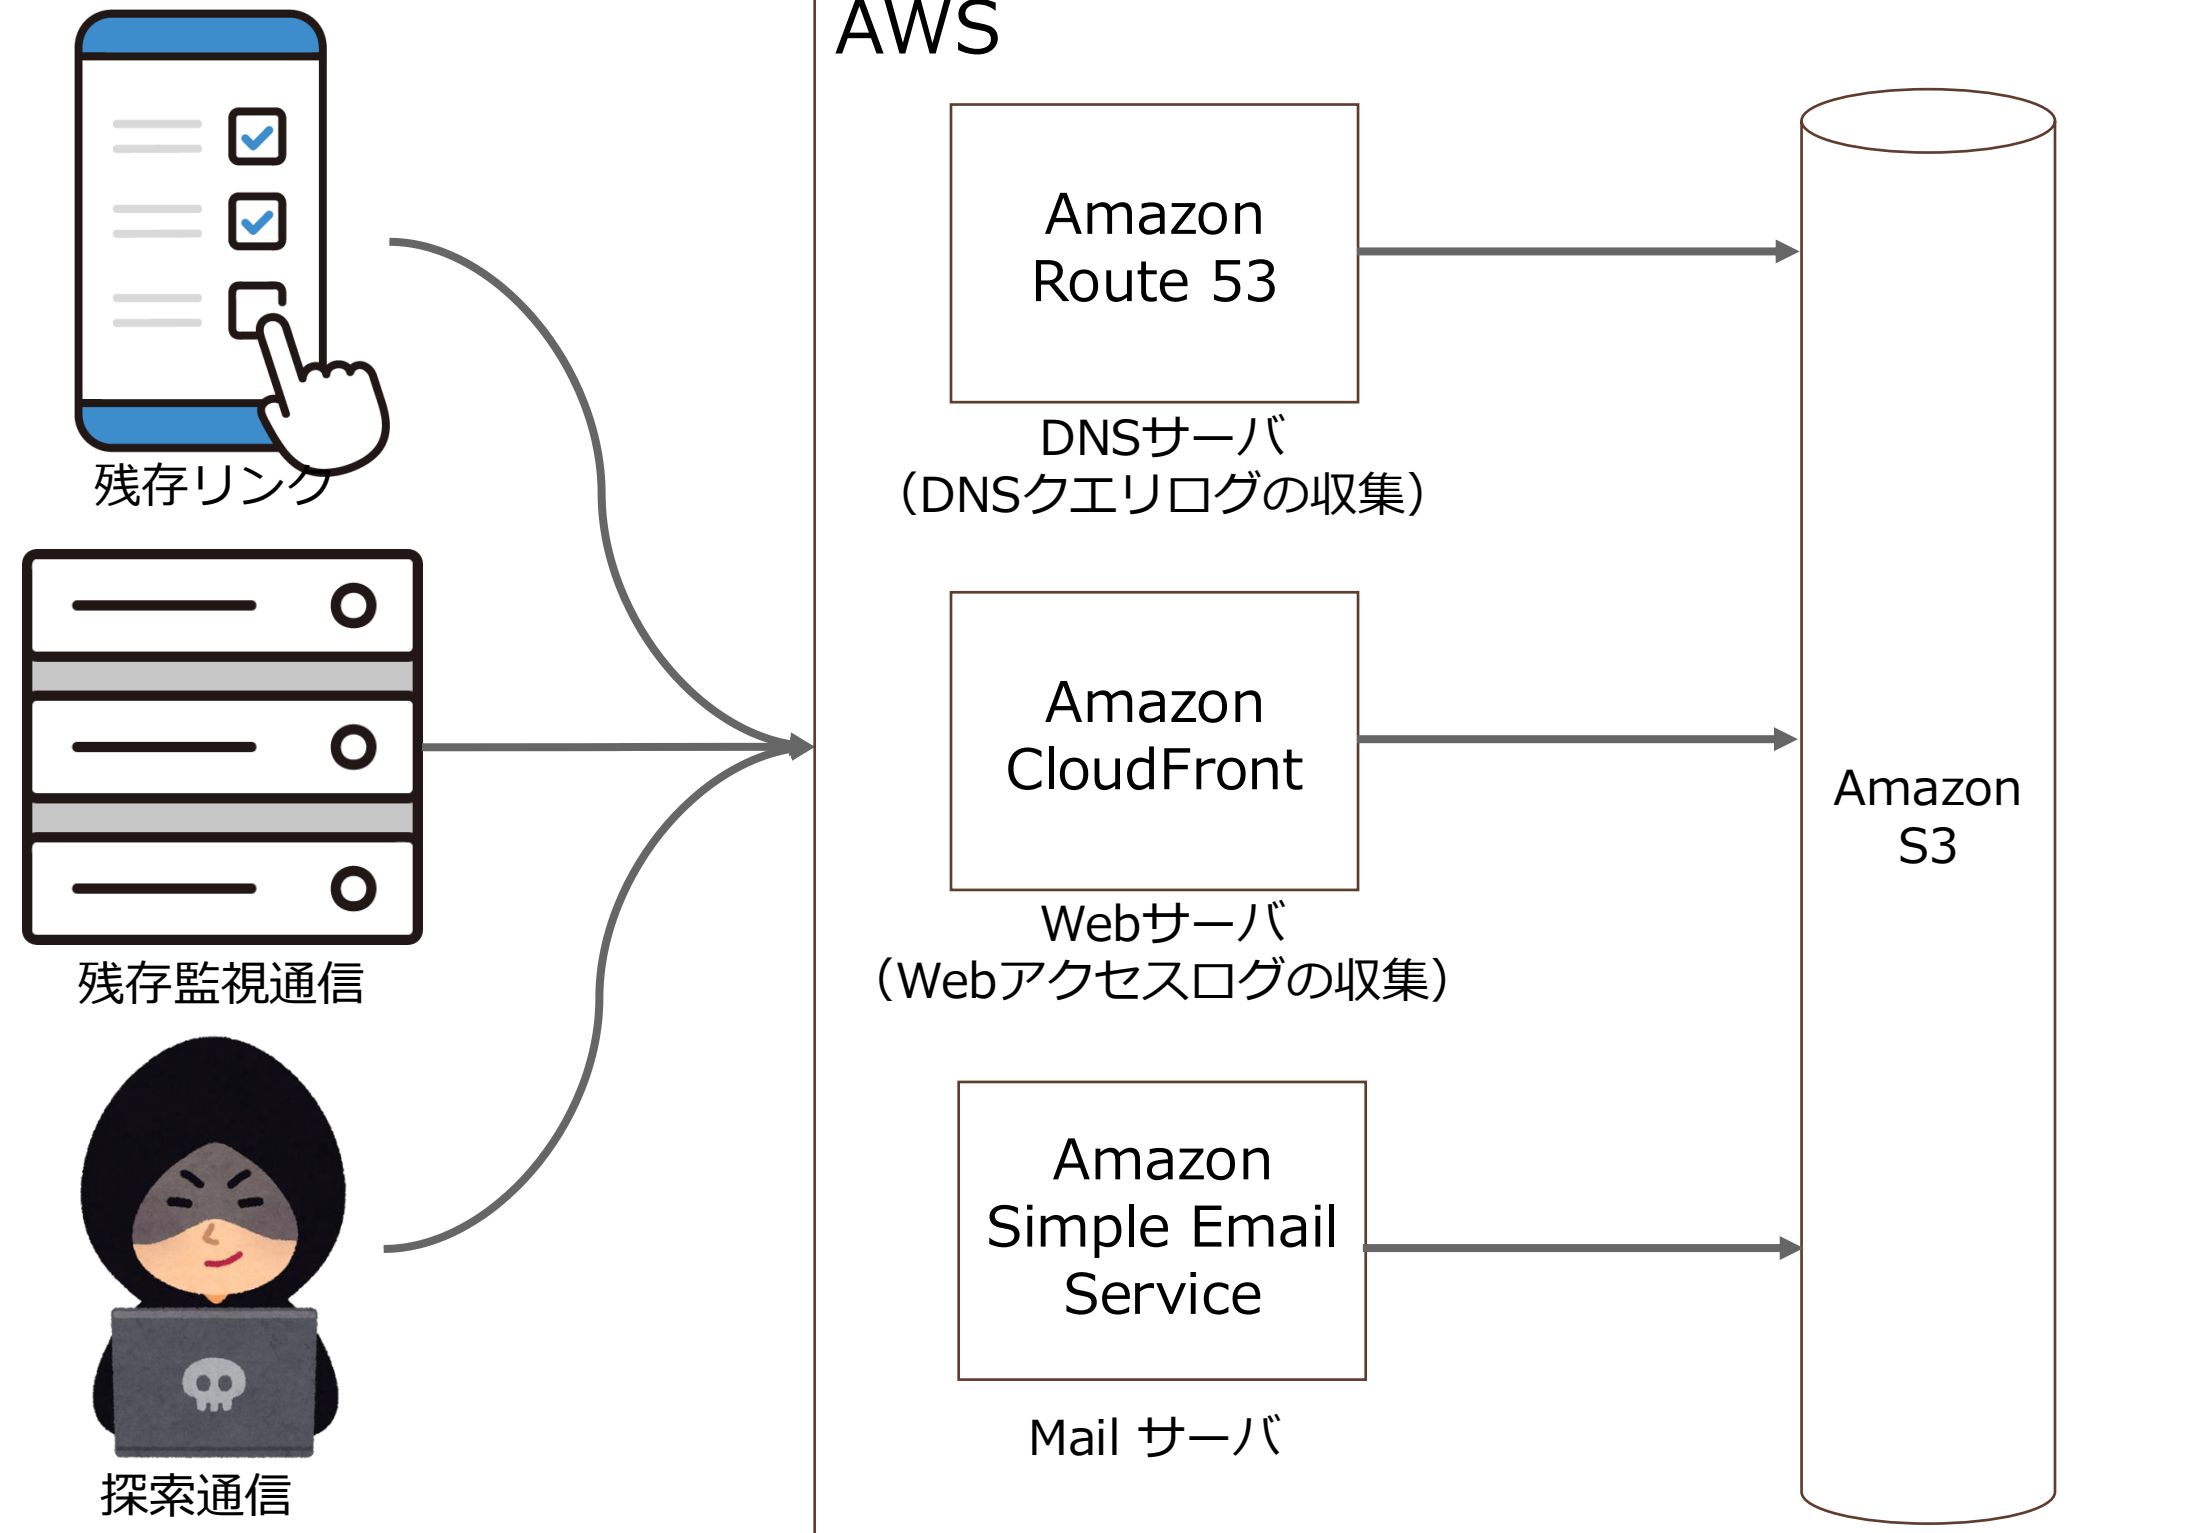 AWS
残存リンク
残存監視通信
探索通信
Amazon
Route 53
DNSサーバ
（DNSクエリログの収集）
Amazon
CloudFront
Webサーバ
（Webアクセスログの収集）
Amazon
Simple Email
Service
Mail サーバ
Amazon
S3